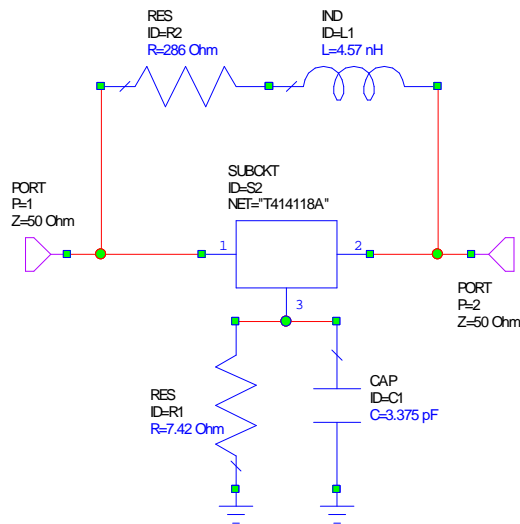 RES
ID=R2
R=286 Ohm
IND
ID=L1
L=4.57 nH
SUBCKT
ID=S2
NET="T414118A"
PORT
P=1
Z=50 Ohm
1
2
3
PORT
P=2
Z=50 Ohm
RES
ID=R1
R=7.42 Ohm
CAP
ID=C1
C=3.375 pF